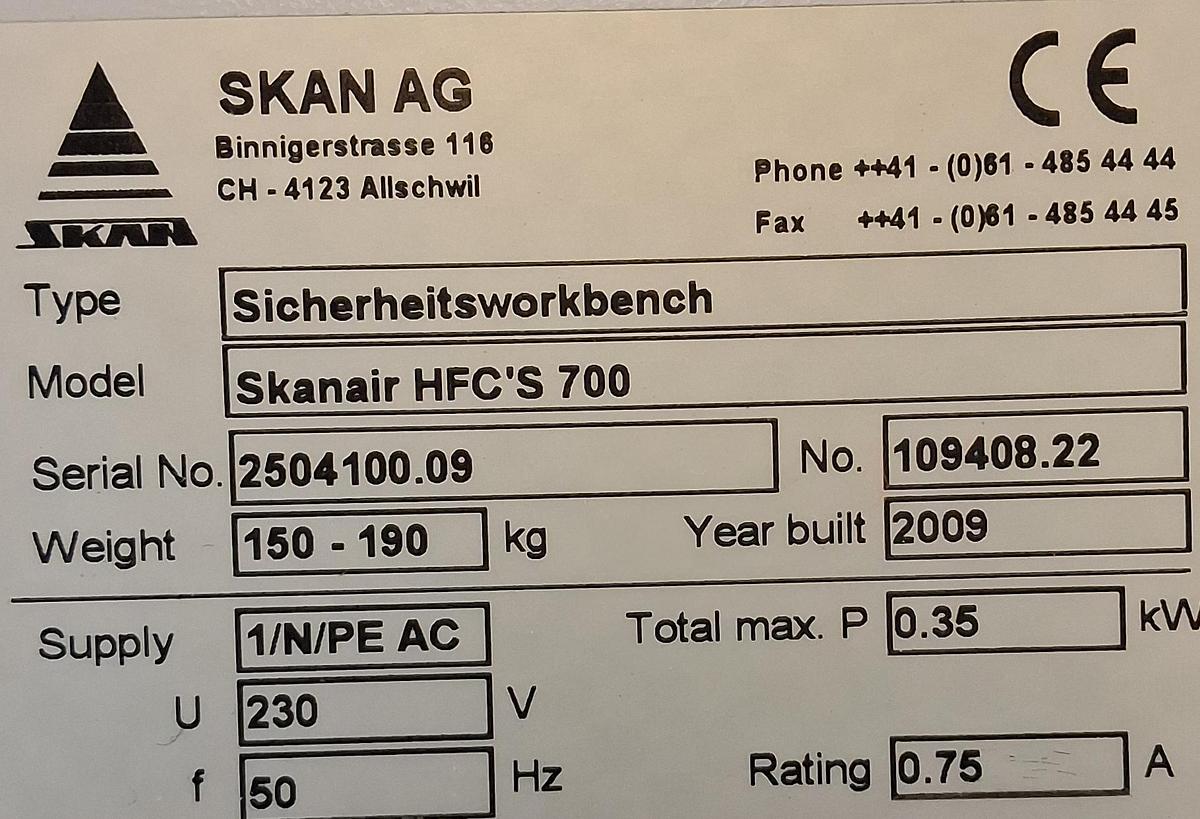 SKAN AG
CE
Binnigerstrasse 116
CH - 4123 Allschwil
Phone ++41 - (0)61 - 485 44 44
Fax ++41 - (0)61 - 485 44 45
SKAN
Type Sicherheitsworkbench
Model Skanair HFC'S 700
Serial No. 2504100.09 No. 109408.22
Weight 150 - 190 kg Year built 2009
Supply 1/N/PE AC Total max. P 0.35 kW
U 230 V
f 50 Hz Rating 0.75 A